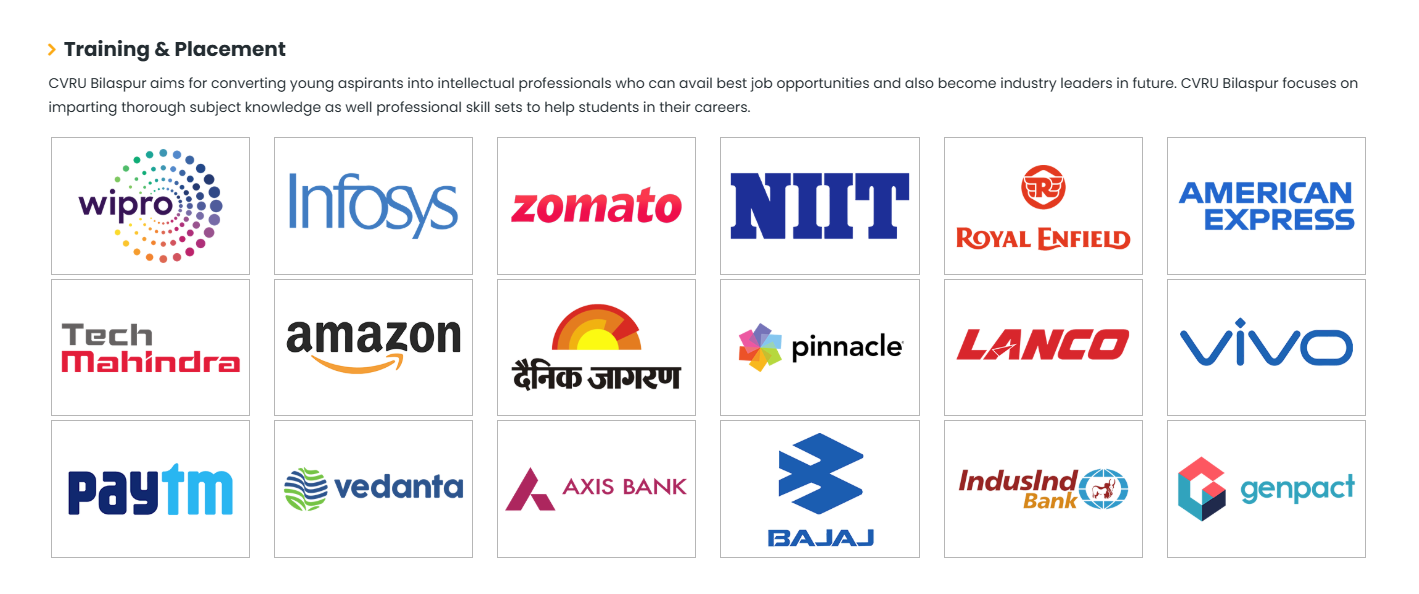 Training & Placement
CVRU Bilaspur aims for converting young aspirants into intellectual professionals who can avail best job opportunities and also become industry leaders in future. CVRU Bilaspur focuses on
imparting thorough subject knowledge as well professional skill sets to help students in their careers.
wipro
Infosys
zomato
NIIT
R
ROYAL ENFIELD
AMERICAN
EXPRESS
Tech
Mahindra
amazon
दैनिक जागरण
pinnacle
LANCO
vivo
paytm
vedanta
AXIS BANK
BAJAJ
IndusInd
Bank
genpact